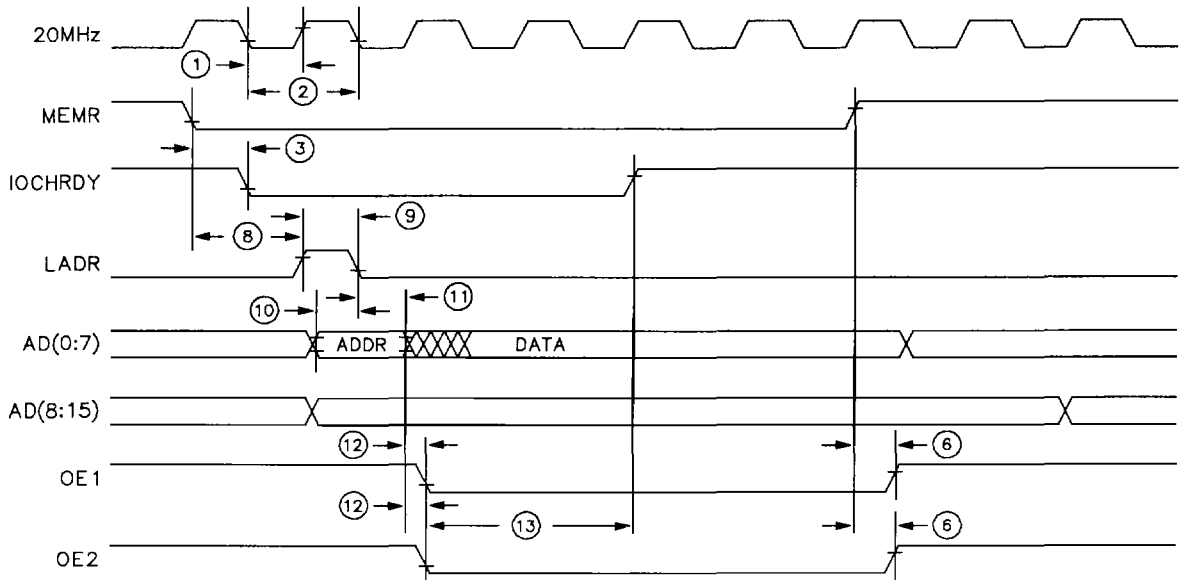 20MHz
① ②
MEMR
③
IOCHRDY
⑧ ⑨
LADR
⑩ ⑪
AD(0:7) ADDR DATA
AD(8:15)
⑫ ⑥
OE1
⑫ ⑬ ⑥
OE2